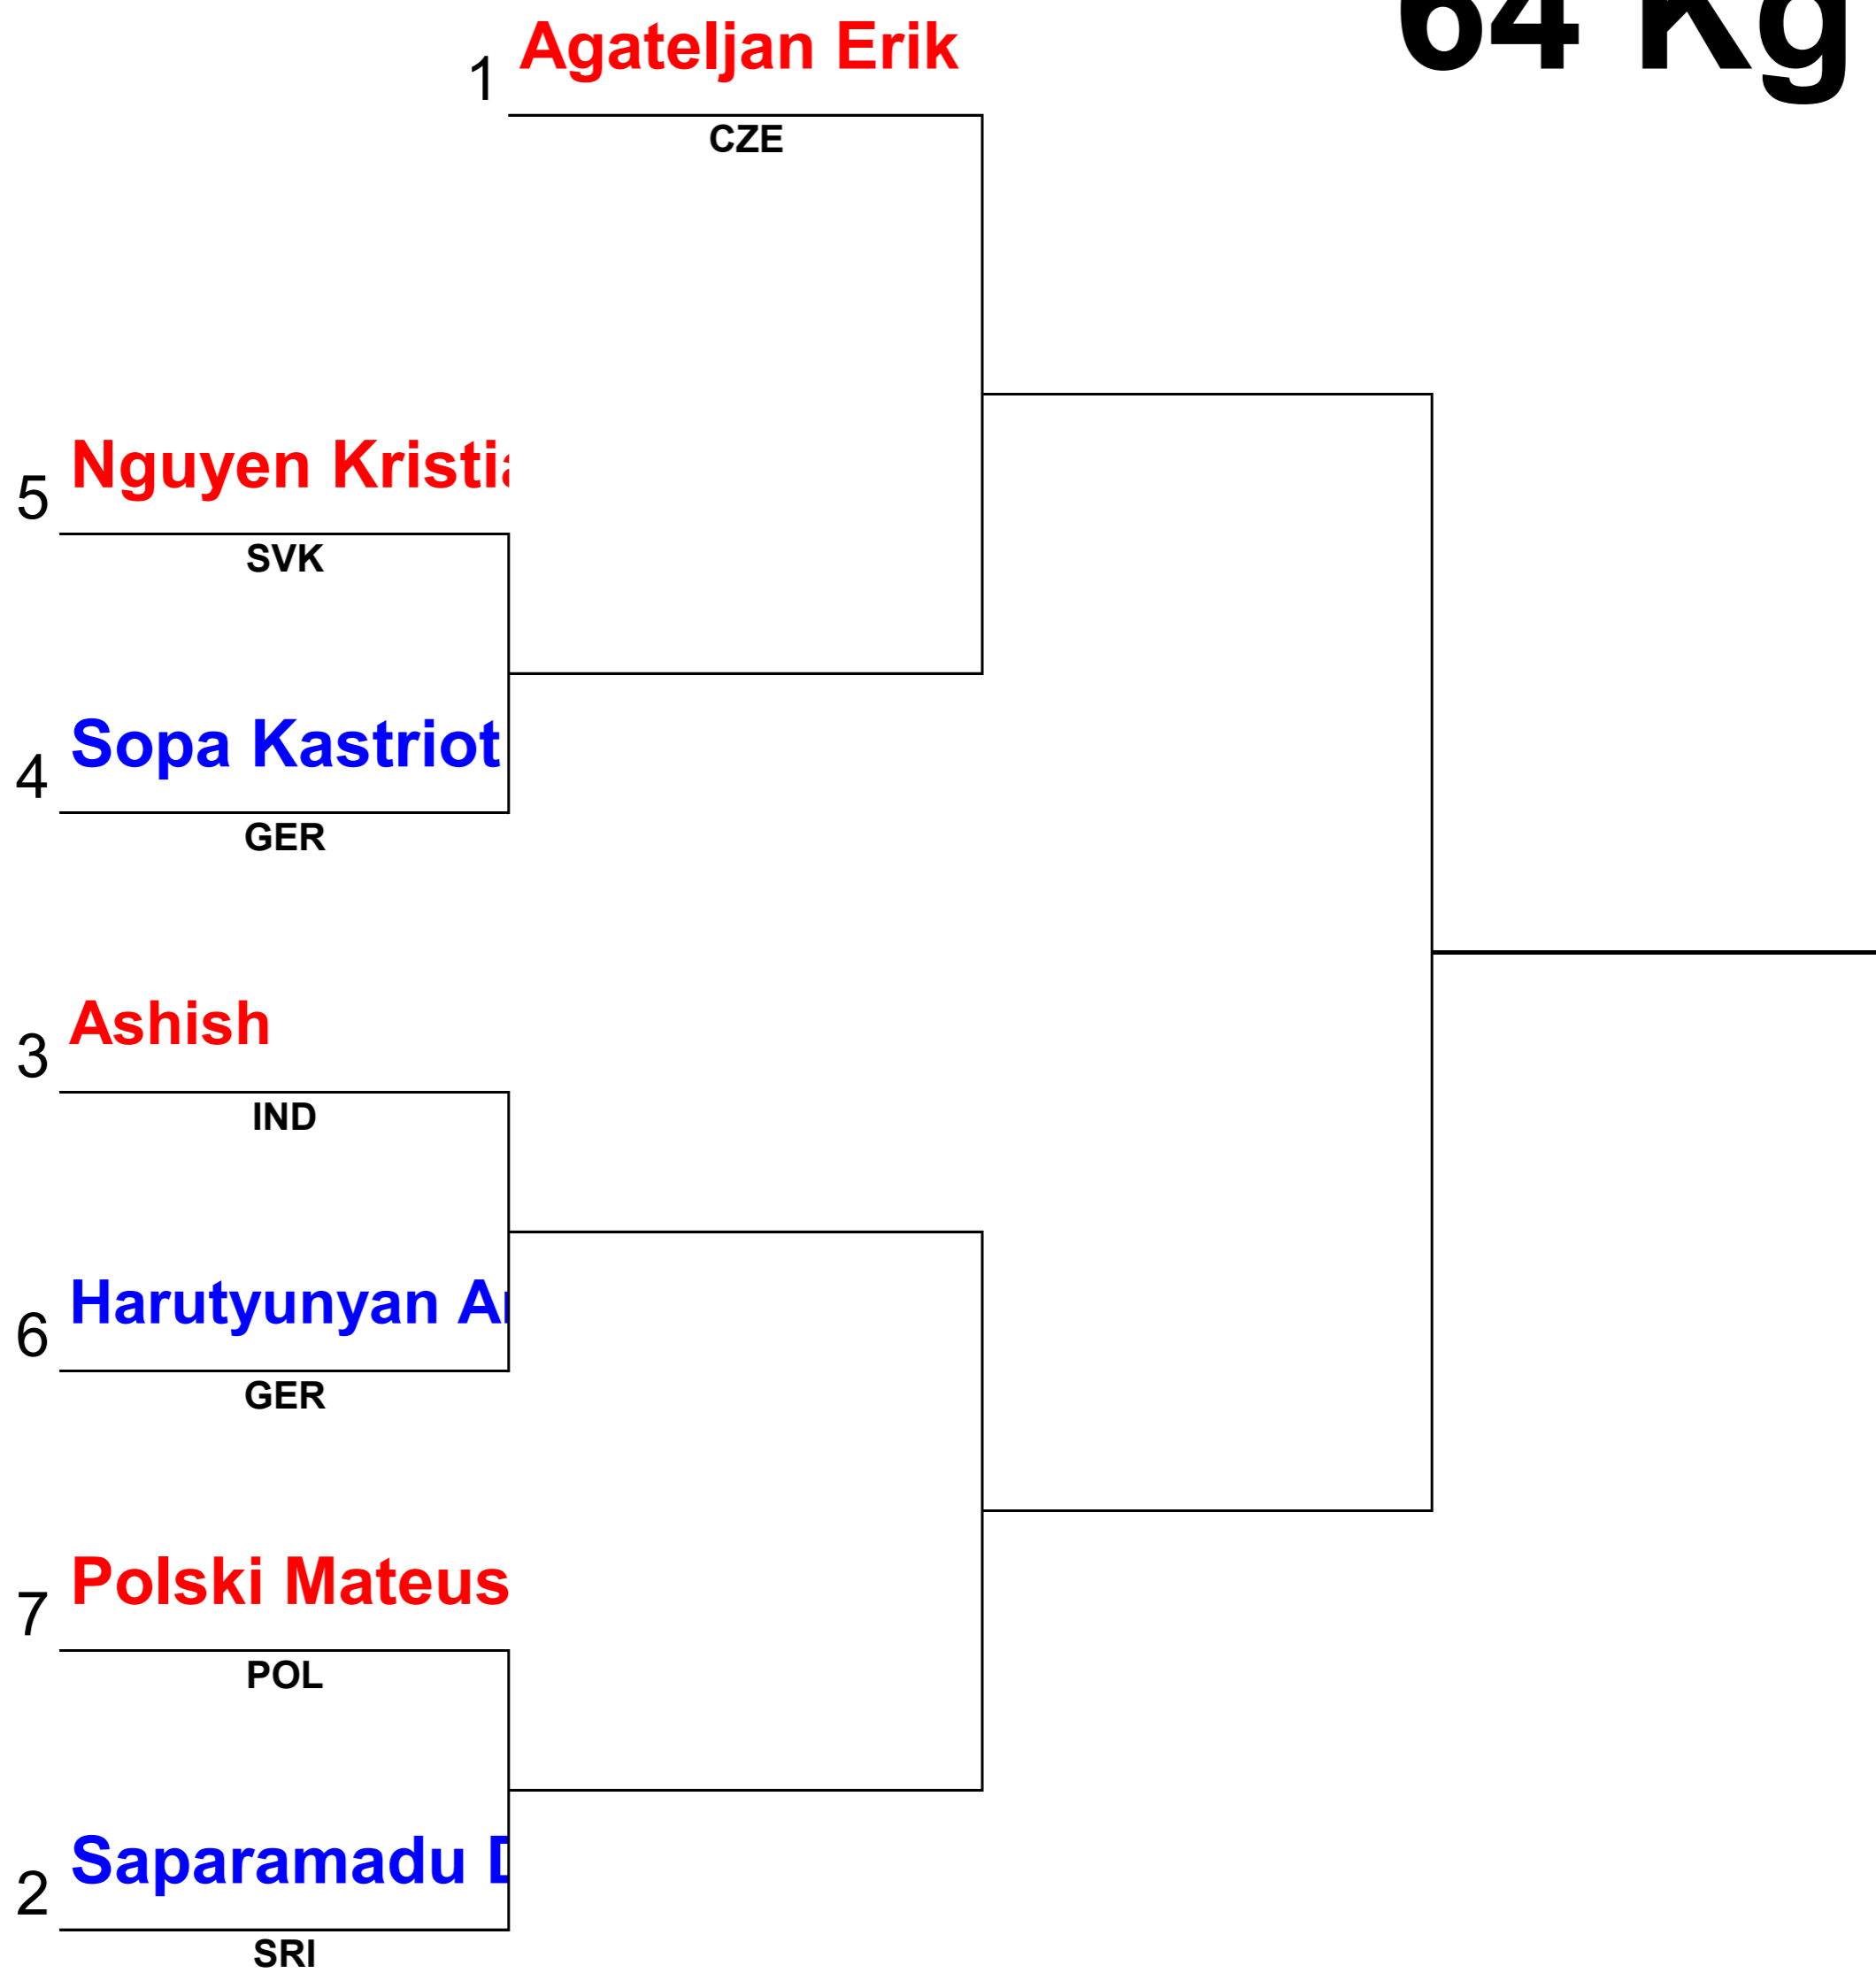 64 Kg
1 Agateljan Erik
CZE
5 Nguyen Kristia
SVK
4 Sopa Kastriot
GER
3 Ashish
IND
6 Harutyunyan A
GER
7 Polski Mateus
POL
2 Saparamadu D
SRI